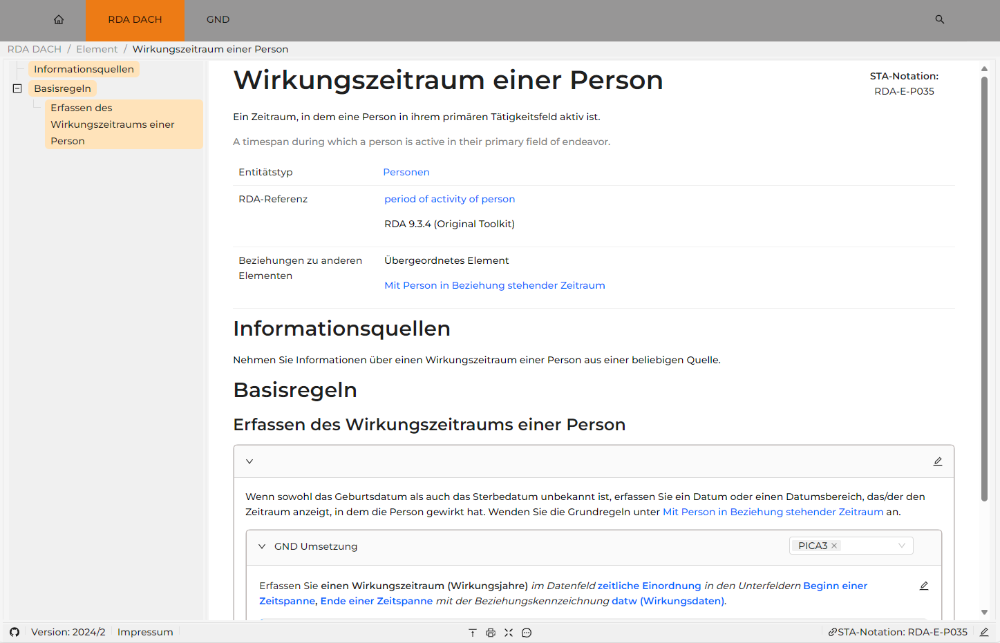 RDA DACH
GND
RDA DACH / Element / Wirkungszeitraum einer Person
Informationsquellen
Basisregeln
Erfassen des
Wirkungszeitraums einer
Person
Wirkungszeitraum einer Person
STA-Notation:
RDA-E-P035
Ein Zeitraum, in dem eine Person in ihrem primären Tätigkeitsfeld aktiv ist.
A timespan during which a person is active in their primary field of endeavor.
Entitätstyp
Personen
RDA-Referenz
period of activity of person
RDA 9.3.4 (Original Toolkit)
Beziehungen zu anderen
Elementen
Übergeordnetes Element
Mit Person in Beziehung stehender Zeitraum
Informationsquellen
Nehmen Sie Informationen über einen Wirkungszeitraum einer Person aus einer beliebigen Quelle.
Basisregeln
Erfassen des Wirkungszeitraums einer Person
Wenn sowohl das Geburtsdatum als auch das Sterbedatum unbekannt ist, erfassen Sie ein Datum oder einen Datumsbereich, das/der den
Zeitraum anzeigt, in dem die Person gewirkt hat. Wenden Sie die Grundregeln unter Mit Person in Beziehung stehender Zeitraum an.
GND Umsetzung
PICA3
Erfassen Sie einen Wirkungszeitraum (Wirkungsjahre) im Datenfeld zeitliche Einordnung in den Unterfeldern Beginn einer
Zeitspanne, Ende einer Zeitspanne mit der Beziehungskennzeichnung datw (Wirkungsdaten).
Version: 2024/2
Impressum
STA-Notation: RDA-E-P035